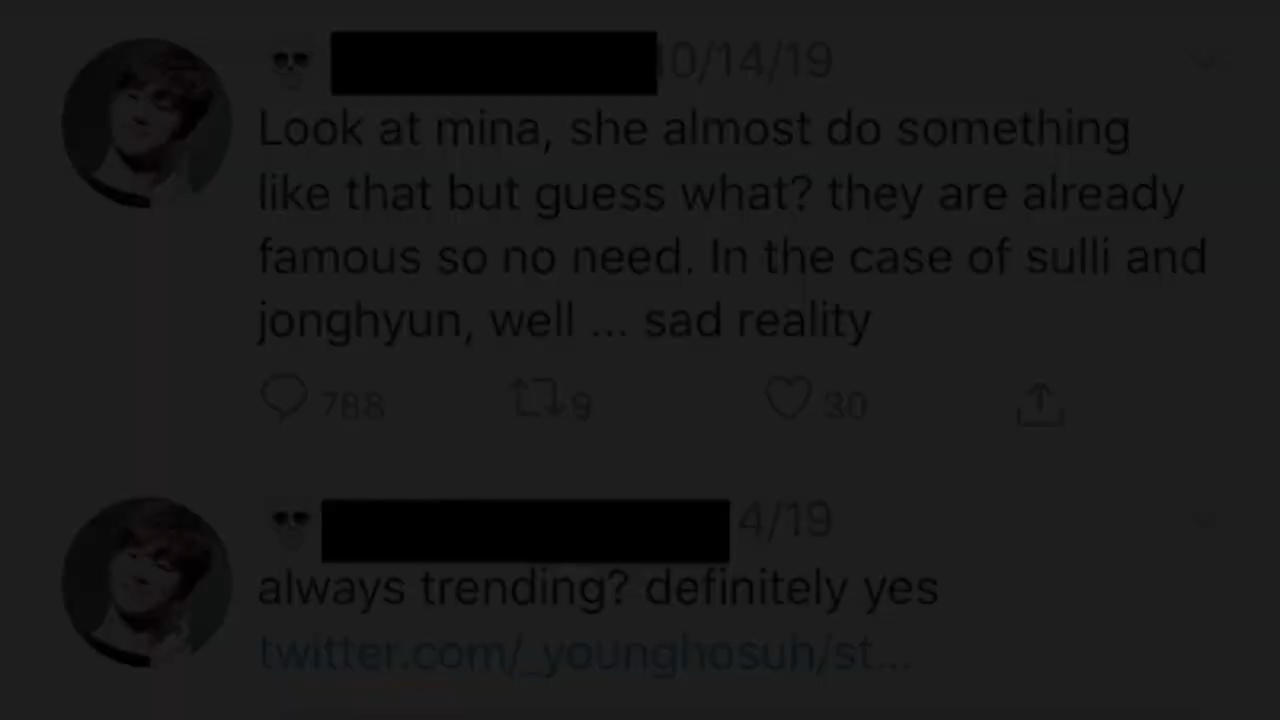 10/14/19
Look at mina, she almost do something
like that but guess what? they are already
famous so no need. In the case of sulli and
jonghyun, well ... sad reality
788 9 30
4/19
always trending? definitely yes
twitter.com/_younghosuh/st...